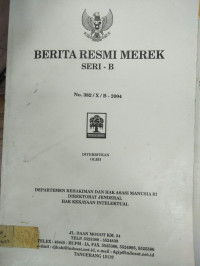 BERITA RESMI MEREK
SERI - B
No. 392 / X / B - 2004
DITERBITKAN
OLEH
DEPARTEMEN KEHAKIMAN DAN HAK ASASI MANUSIA RI
DIREKTORAT JENDERAL
HAK KEKAYAAN INTELEKTUAL
JL. DAAN MOGOT KM. 24
TANGERANG 15119